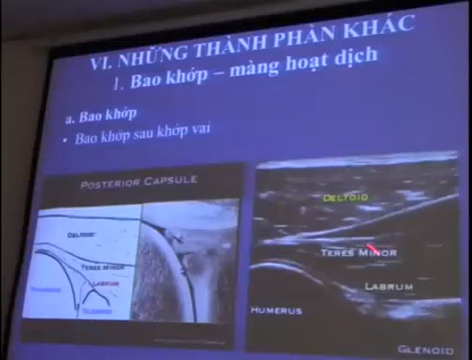 VI. NHỮNG THÀNH PHẦN KHÁC
1. Bao khớp – màng hoạt dịch
a. Bao khớp
• Bao khớp sau khớp vai
POSTERIOR CAPSULE
DELTOID
TERES MINOR
LABRUM
DELTOID
TERES MINOR
LABRUM
HUMERUS
GLENOID